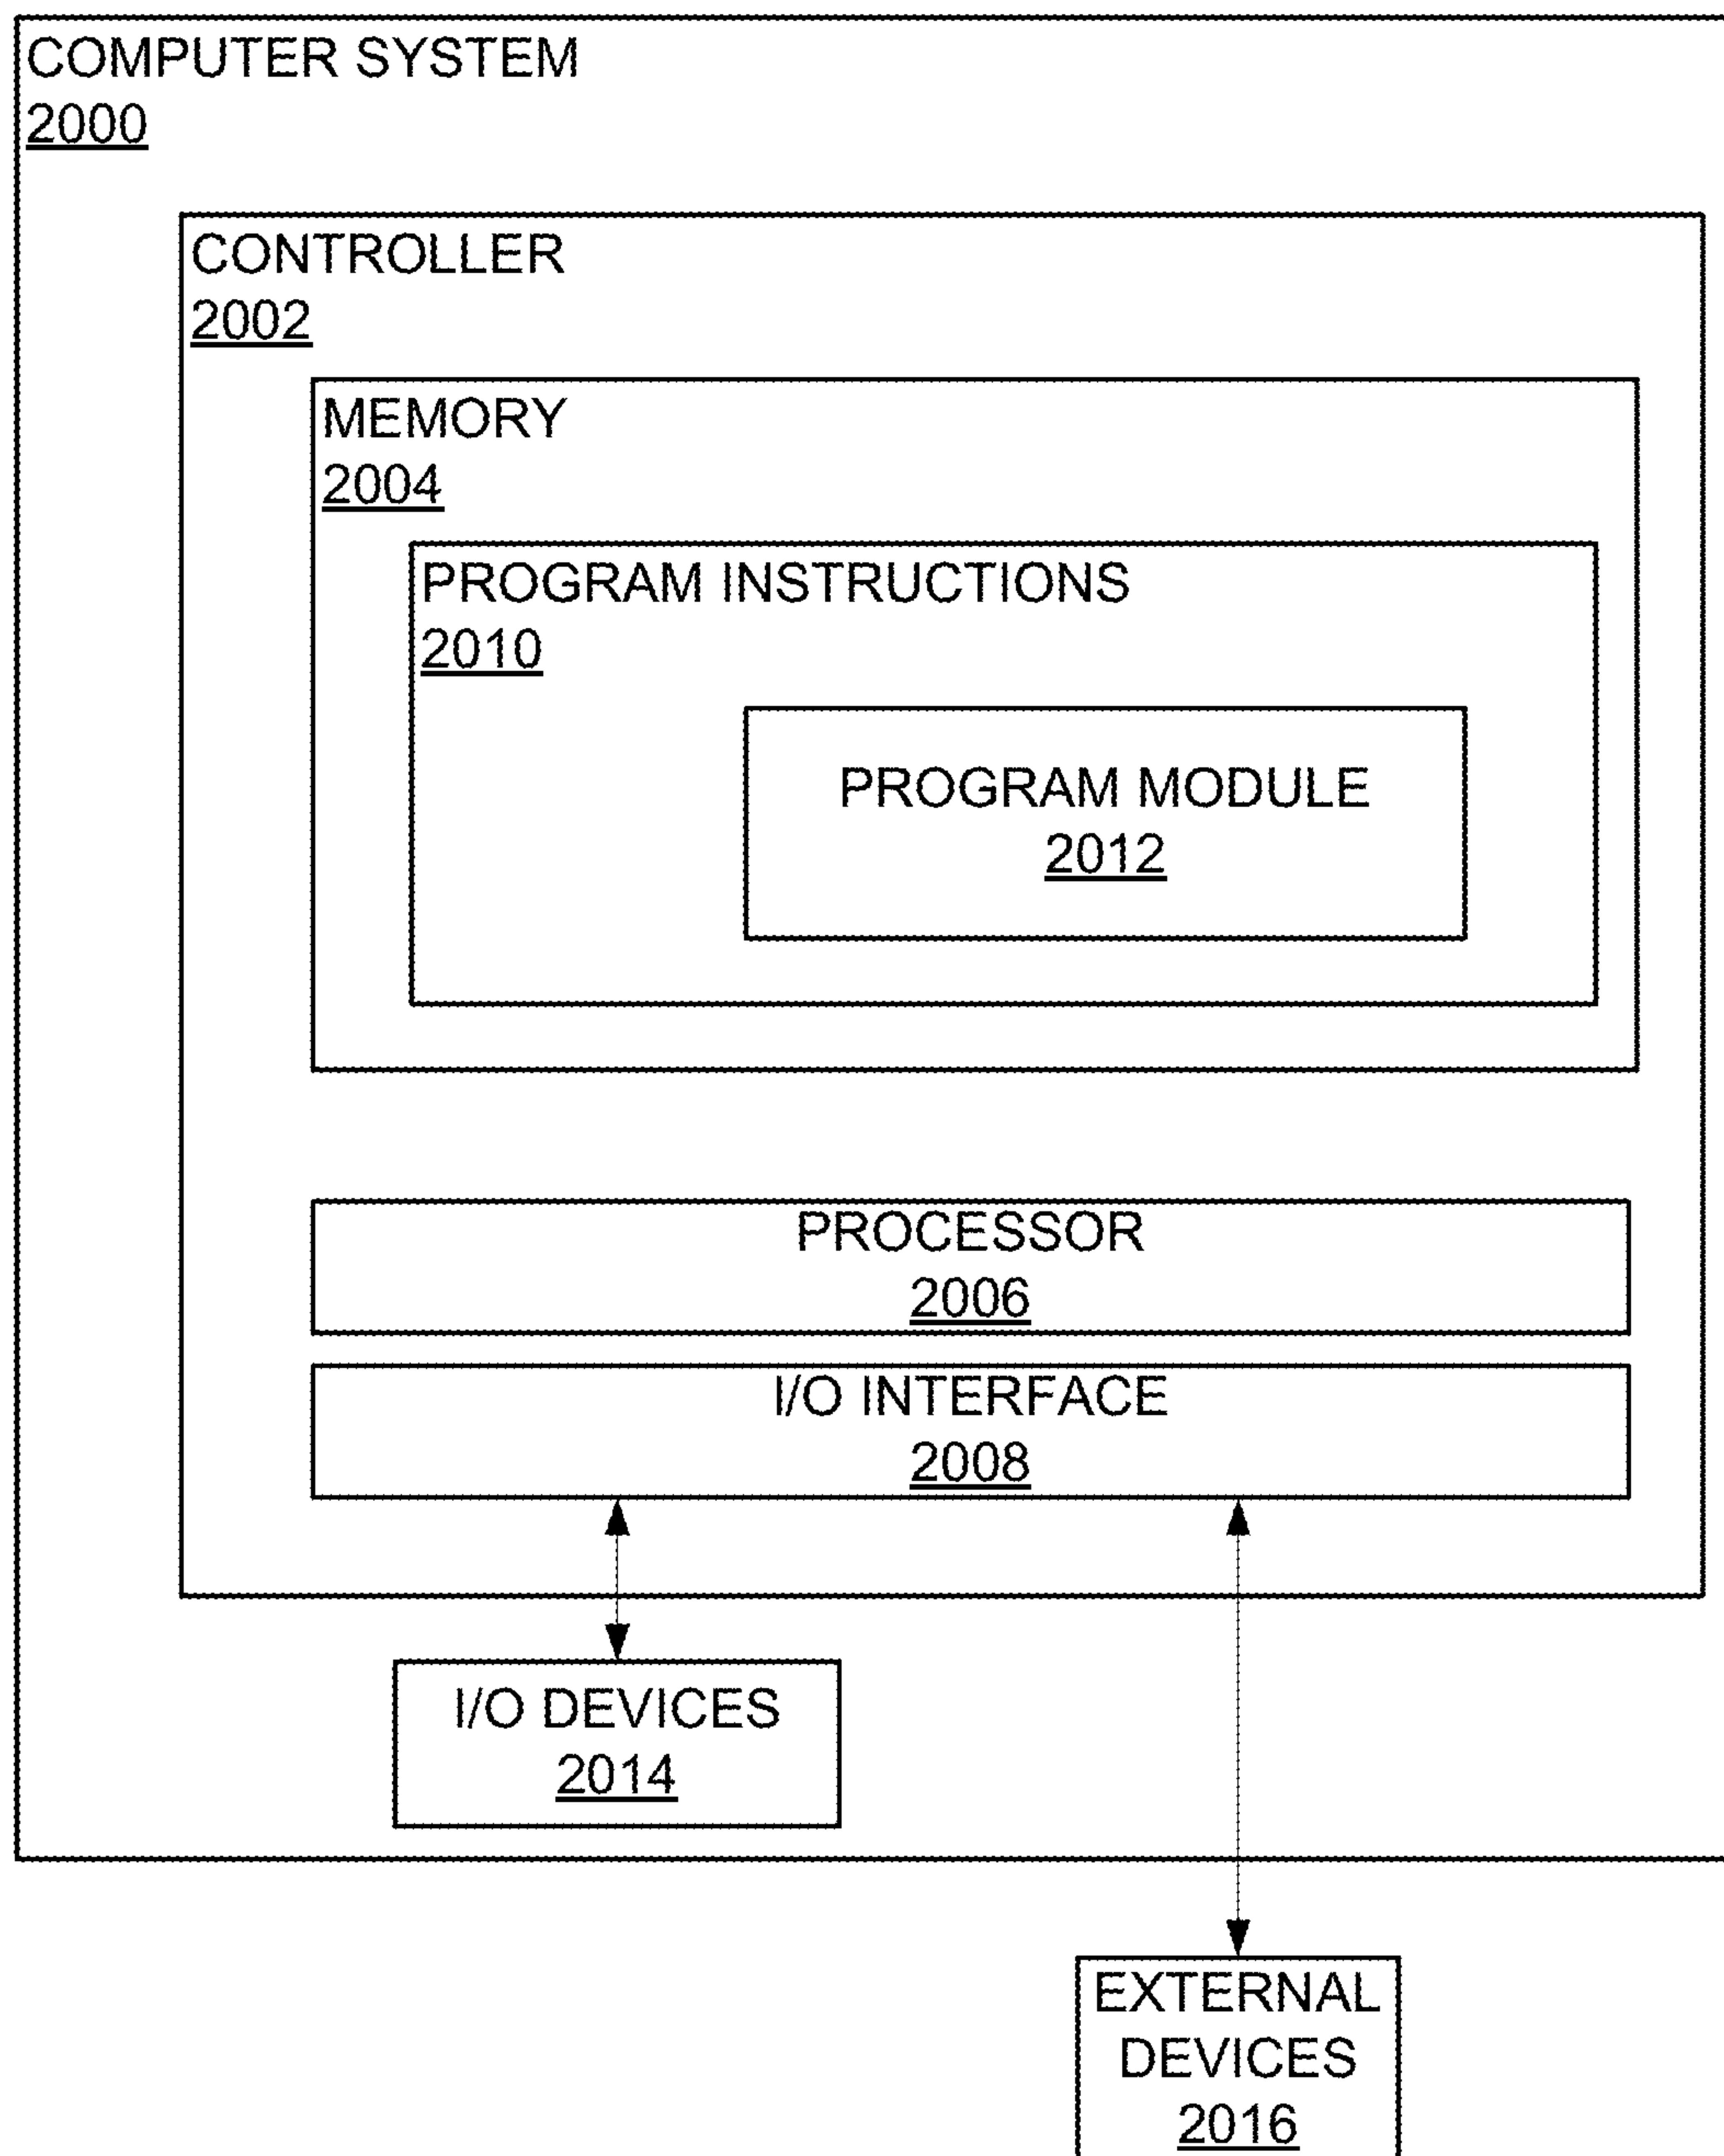 COMPUTER SYSTEM
2000
CONTROLLER
2002
MEMORY
2004
PROGRAM INSTRUCTIONS
2010
PROGRAM MODULE
2012
PROCESSOR
2006
I/O INTERFACE
2008
I/O DEVICES
2014
EXTERNAL
DEVICES
2016